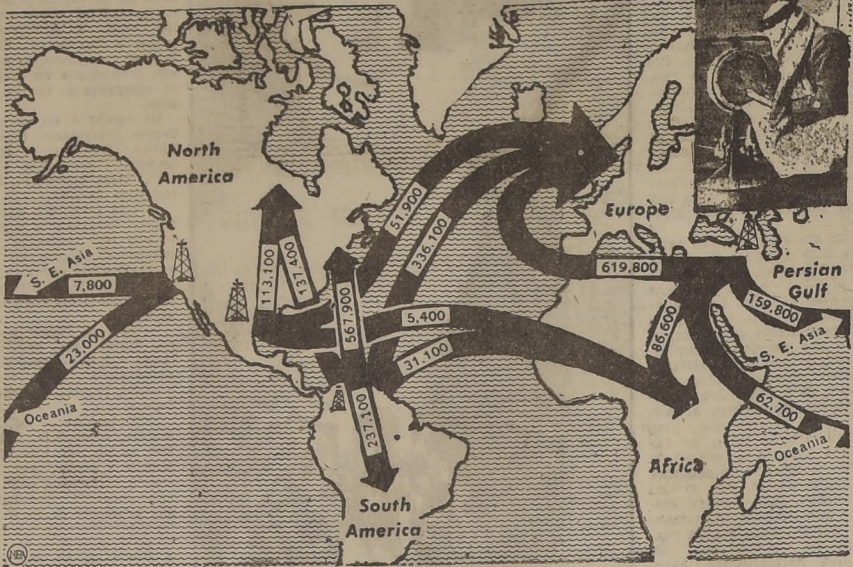 North
America
Europe
Persian
Gulf
S. E. Asia
7,800
23,000
Oceania
113,100
137,400
51,900
336,100
567,900
5,400
31,100
237,100
619,800
86,600
159,800
S. E. Asia
62,700
Oceania
Africa
South
America
NEA